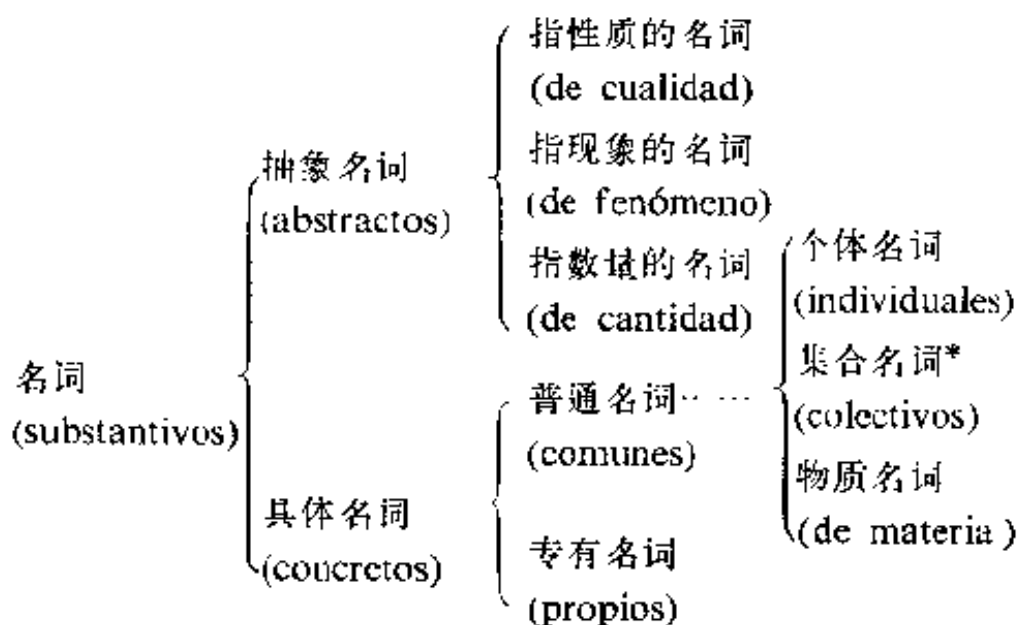 指性质的名词
(de cualidad)
抽象名词
(abstractos)
指现象的名词
(de fenómeno)
指数量的名词
(de cantidad)
个体名词
(individuales)
名词
(substantivos)
集合名词*
(colectivos)
普通名词·· ···
(comunes)
物质名词
(de materia)
具体名词
(coucretos)
专有名词
(propios)